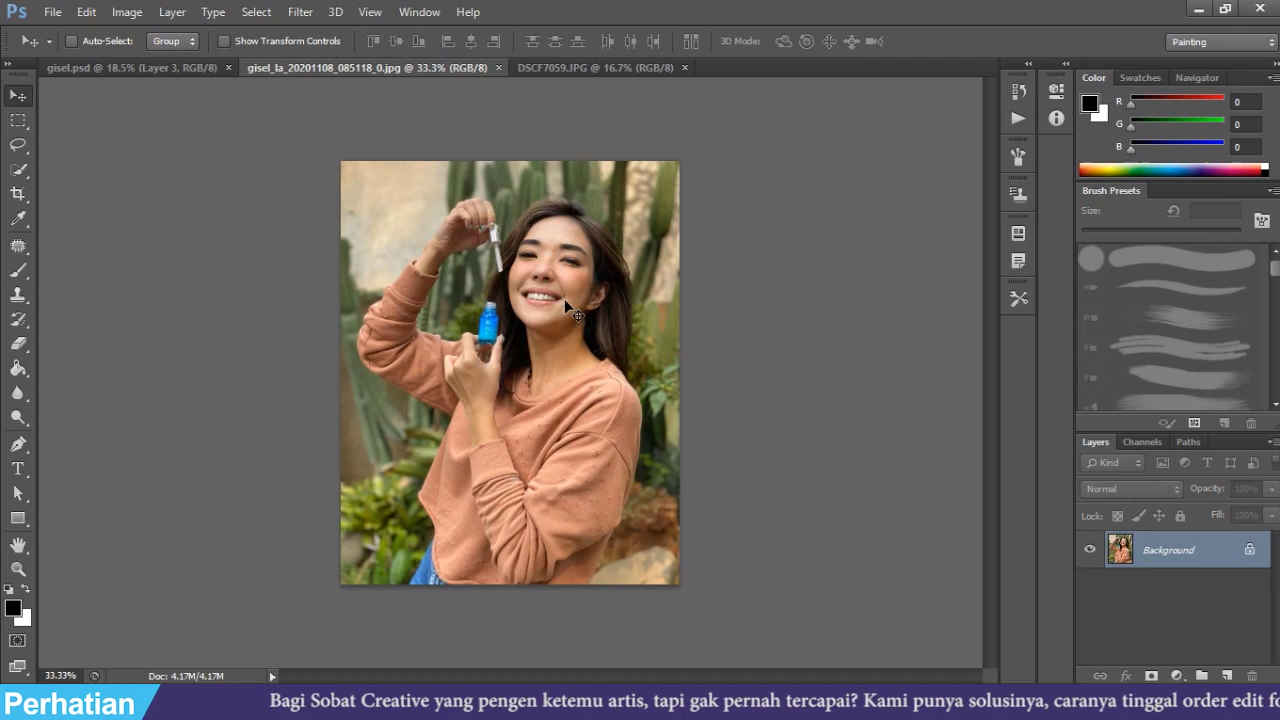 Ps File Edit Image Layer Type Select Filter 3D View Window Help
Auto-Select: Group Show Transform Controls 3D Mode: Painting
gisel.psd @ 18.5% (Layer 3, RGB/8) × gisel_la_20201108_085118_0.jpg @ 33.3% (RGB/8) × DSCF7059.JPG @ 16.7% (RGB/8) ×
Color Swatches Navigator
R 0
G 0
B 0
Brush Presets
Size:
Layers Channels Paths
Kind
Normal Opacity: 100%
Lock: Fill: 100%
Background
33.33% Doc: 4.17M/4.17M
Perhatian Bagi Sobat Creative yang pengen ketemu artis, tapi gak pernah tercapai? Kami punya solusinya, caranya tinggal order edit fo